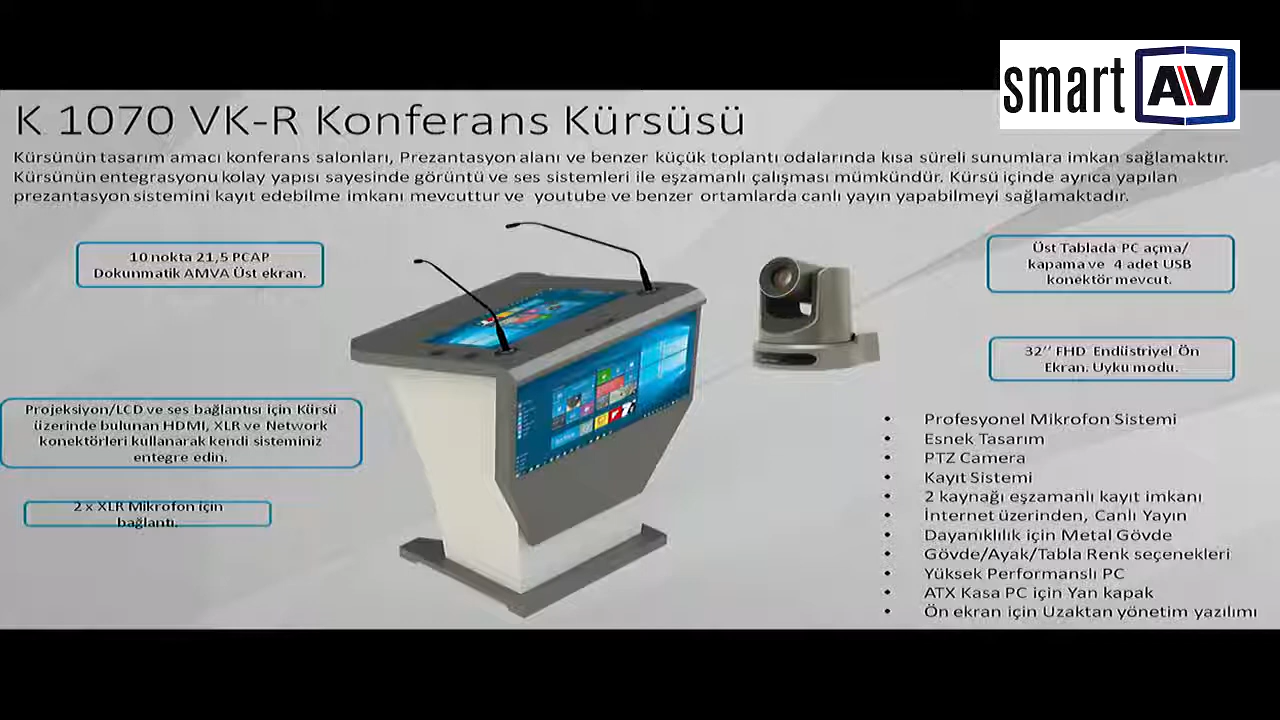 smart AV
K 1070 VK-R Konferans Kürsüsü
Kürsünün tasarım amacı konferans salonları, Prezantasyon alanı ve benzer küçük toplantı odalarında kısa süreli sunumlara imkan sağlamaktır.
Kürsünün entegrasyonu kolay yapısı sayesinde görüntü ve ses sistemleri ile eşzamanlı çalışması mümkündür. Kürsü içinde ayrıca yapılan
prezantasyon sistemini kayıt edebilme imkanı mevcuttur ve youtube ve benzer ortamlarda canlı yayın yapabilmeyi sağlamaktadır.
10 nokta 21,5 PCAP
Dokunmatik AMVA Üst ekran.
Projeksiyon/LCD ve ses bağlantısı için Kürsü
üzerinde bulunan HDMI, XLR ve Network
konektörleri kullanarak kendi sisteminiz
entegre edin.
2 x XLR Mikrofon için
bağlantı.
Üst Tablada PC açma/
kapama ve 4 adet USB
konektör mevcut.
32’’ FHD Endüstriyel Ön
Ekran. Uyku modu.
• Profesyonel Mikrofon Sistemi
• Esnek Tasarım
• PTZ Camera
• Kayıt Sistemi
• 2 kaynağı eşzamanlı kayıt imkanı
• İnternet üzerinden, Canlı Yayın
• Dayanıklılık için Metal Gövde
• Gövde/Ayak/Tabla Renk seçenekleri
• Yüksek Performanslı PC
• ATX Kasa PC için Yan kapak
• Ön ekran için Uzaktan yönetim yazılımı